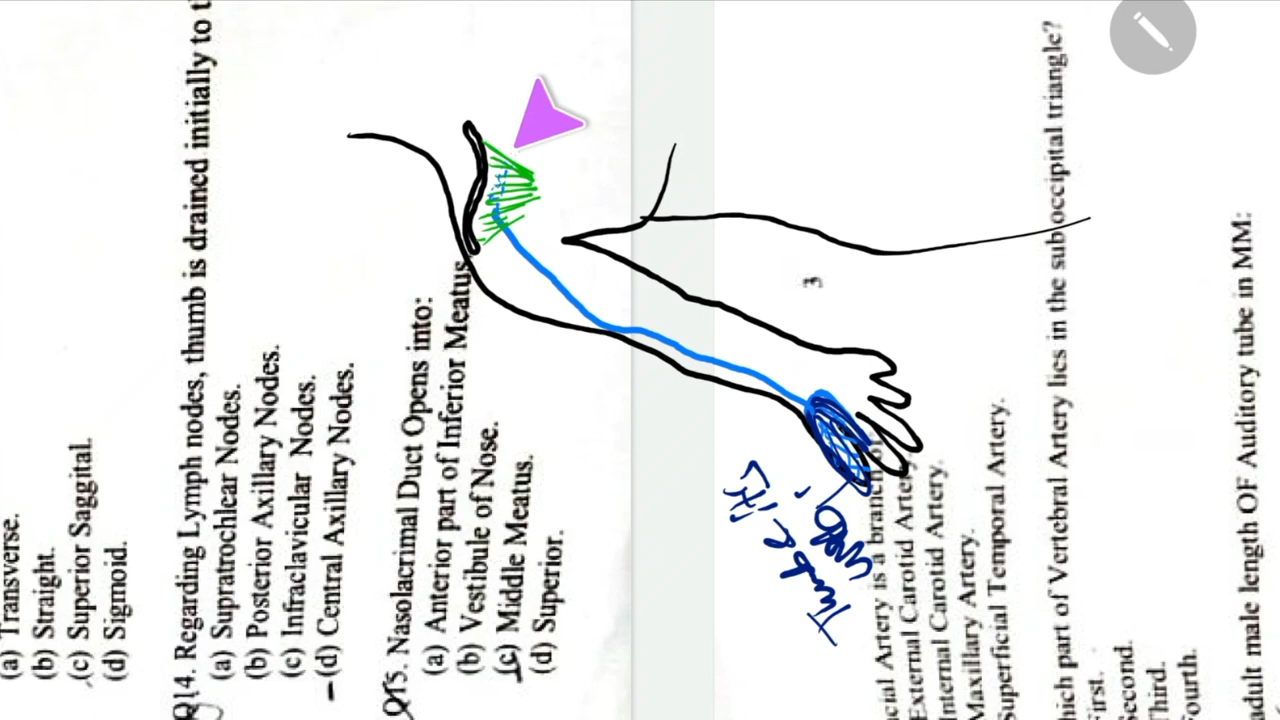 (a) Transverse.
(b) Straight.
(c) Superior Saggital.
(d) Sigmoid.
Q14. Regarding Lymph nodes, thumb is drained initially to t
(a) Supratrochlear Nodes.
(b) Posterior Axillary Nodes.
(c) Infraclavicular Nodes.
(d) Central Axillary Nodes.
Q15. Nasolacrimal Duct Opens into:
(a) Anterior part of Inferior Meatus
(b) Vestibule of Nose.
(c) Middle Meatus.
(d) Superior.
3
Thumb & it
web
cial Artery is a branch of
External Carotid Artery
Internal Carotid Artery.
Maxillary Artery.
Superficial Temporal Artery.
hich part of Vertebral Artery lies in the suboccipital triangle?
First.
Second.
Third.
ourth.
adult male length OF Auditory tube in MM: